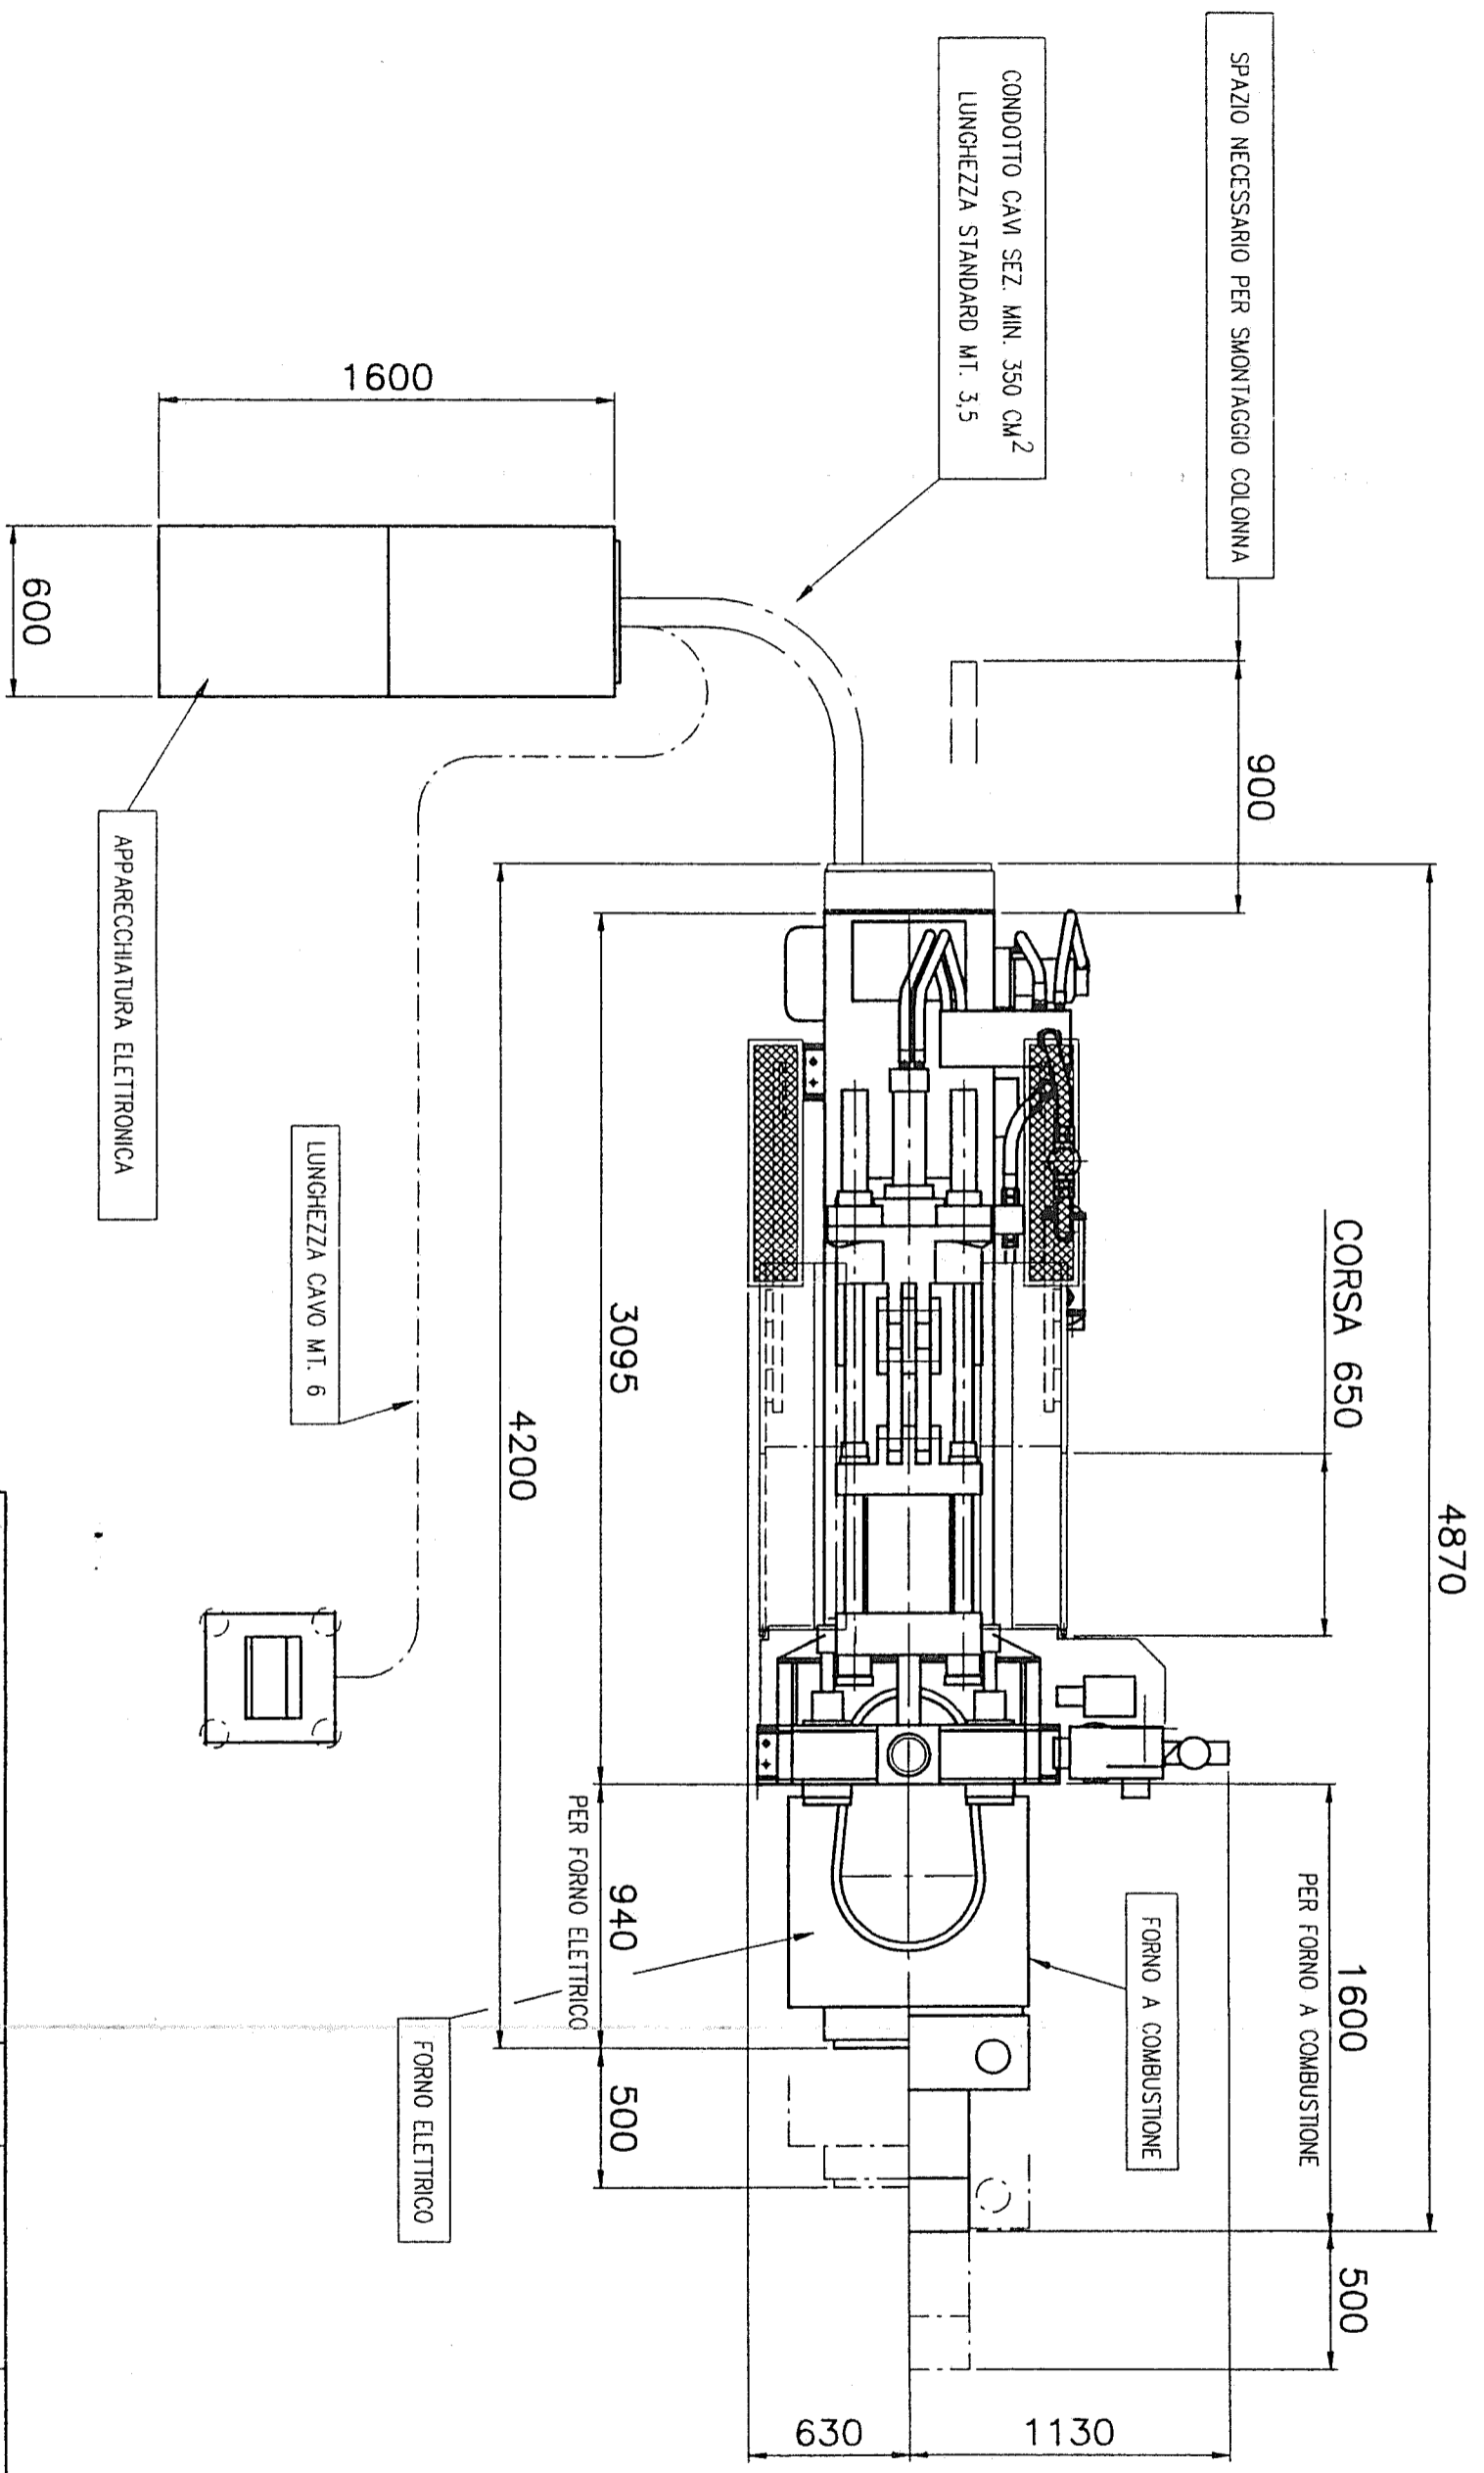 SPAZIO NECESSARIO PER SMONTAGGIO COLONNA
CONDOTTO CAVI SEZ. MIN. 350 CM²
LUNGHEZZA STANDARD MT. 3,5
4870
900
CORSA 650
1600
PER FORNO A COMBUSTIONE
500
FORNO A COMBUSTIONE
1130
630
3095
940
PER FORNO ELETTRICO
500
4200
FORNO ELETTRICO
LUNGHEZZA CAVO MT. 6
APPARECCHIATURA ELETTRONICA
1600
600